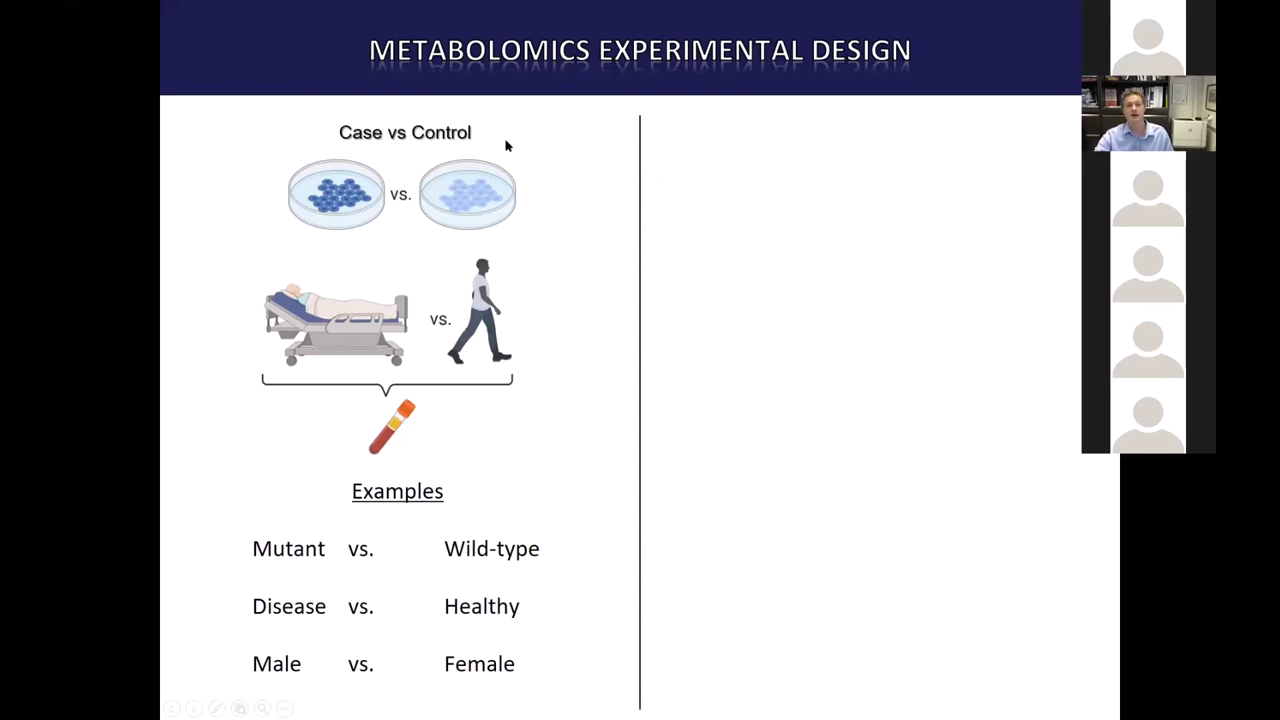 METABOLOMICS EXPERIMENTAL DESIGN
Case vs Control
vs.
vs.
Examples
Mutant vs. Wild-type
Disease vs. Healthy
Male vs. Female